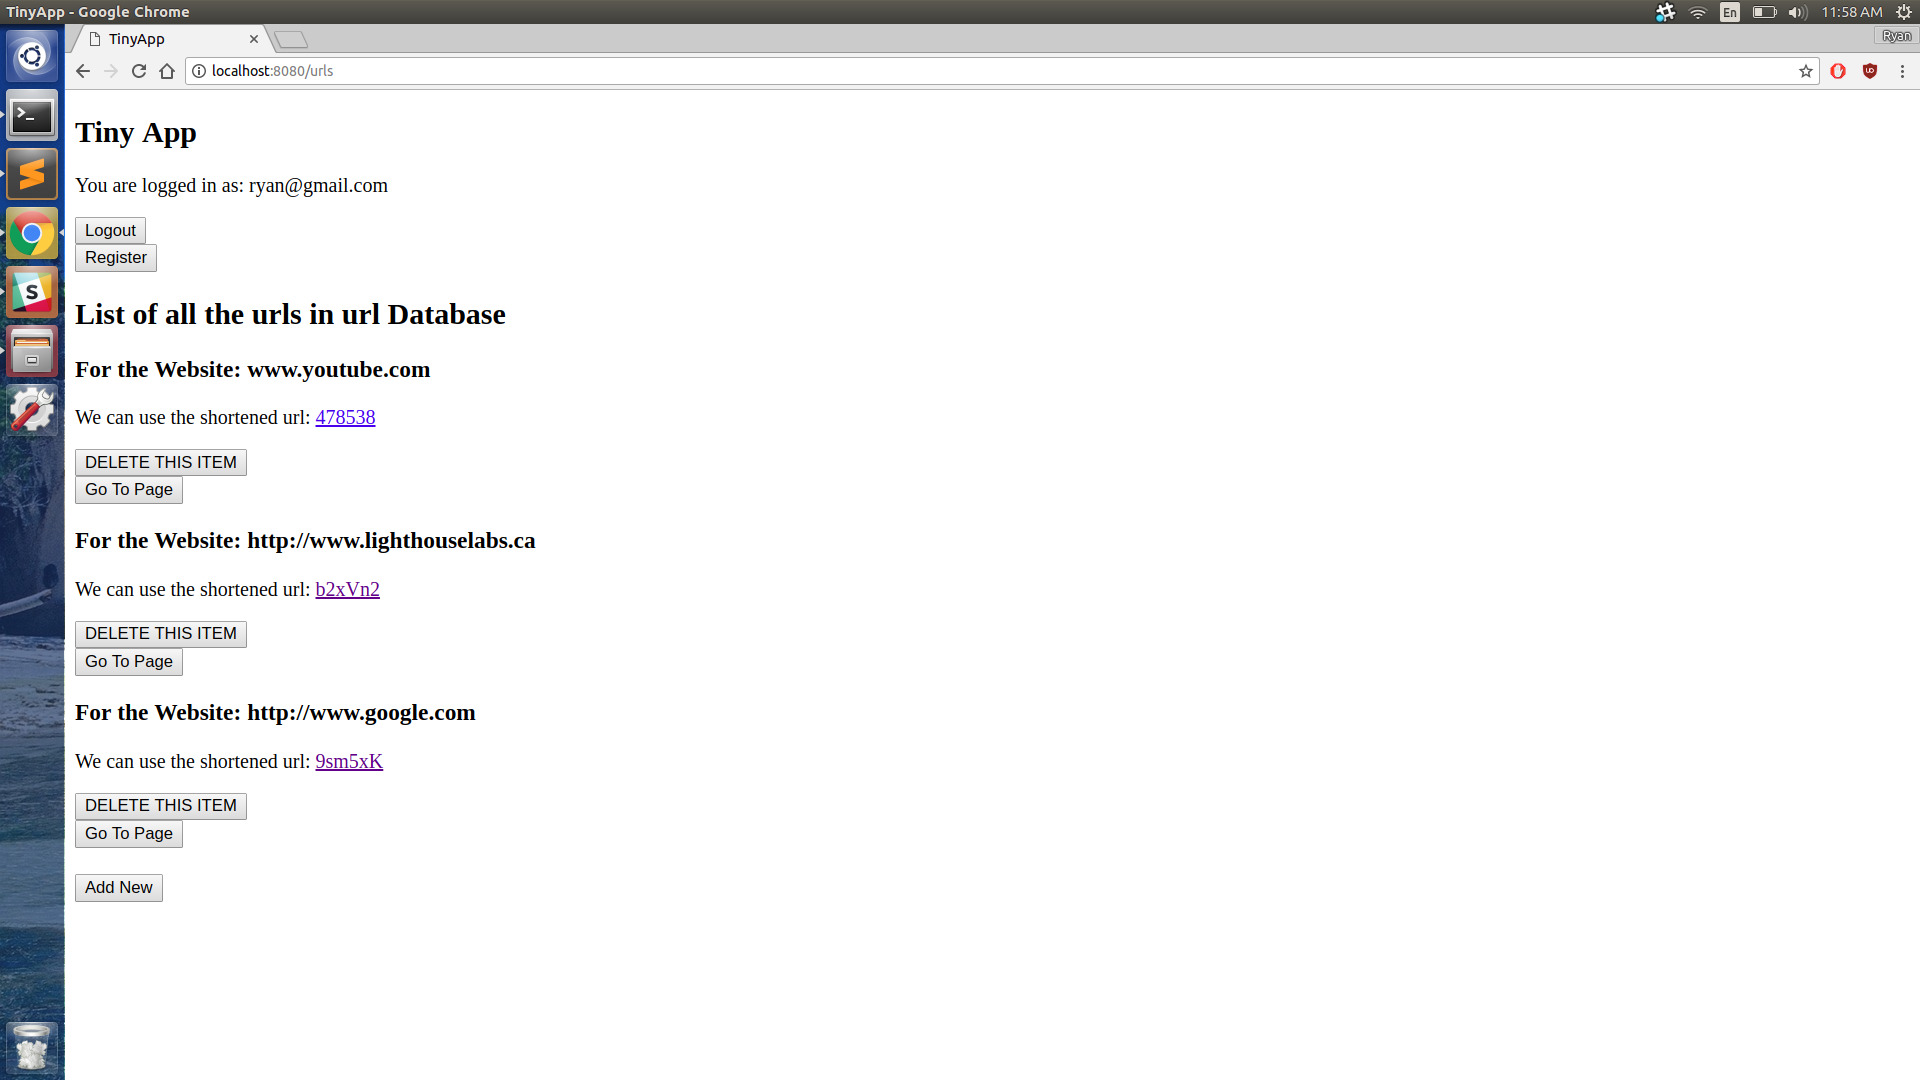 TinyApp - Google Chrome
En
11:58 AM
TinyApp
Ryan
localhost:8080/urls
Tiny App
You are logged in as: ryan@gmail.com
Logout
Register
List of all the urls in url Database
For the Website: www.youtube.com
We can use the shortened url: 478538
DELETE THIS ITEM
Go To Page
For the Website: http://www.lighthouselabs.ca
We can use the shortened url: b2xVn2
DELETE THIS ITEM
Go To Page
For the Website: http://www.google.com
We can use the shortened url: 9sm5xK
DELETE THIS ITEM
Go To Page
Add New